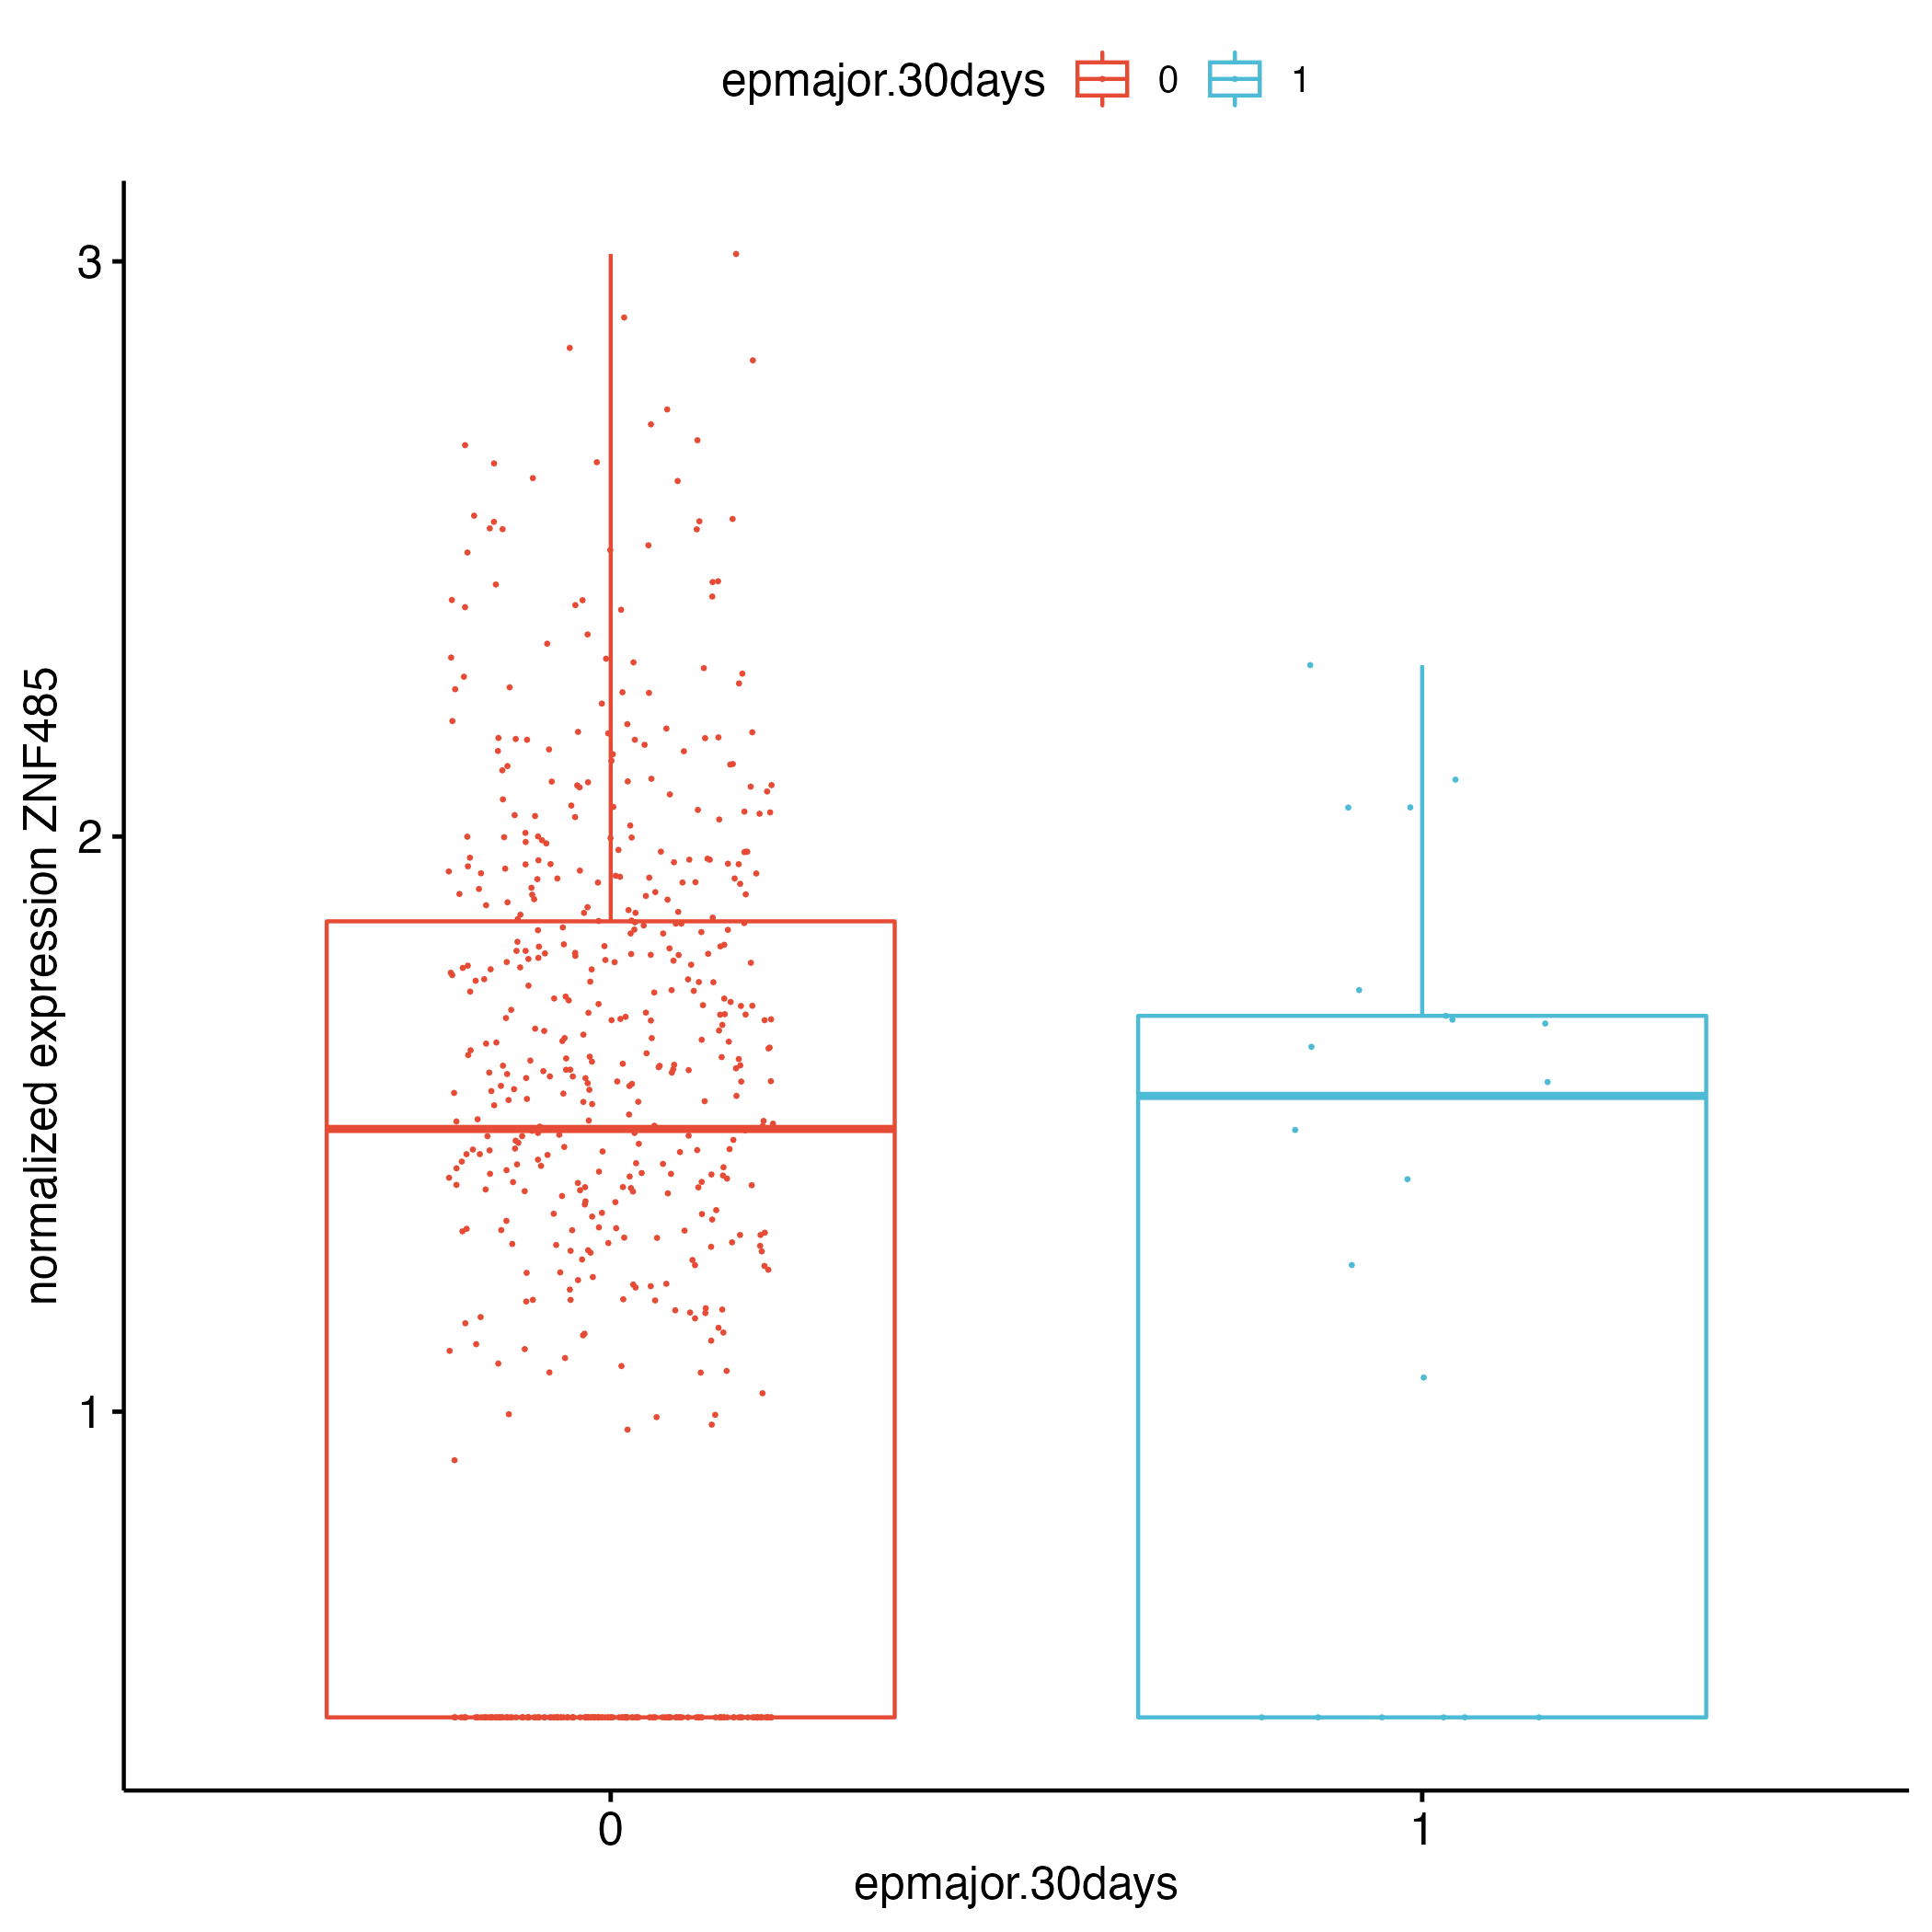 epmajor.30days 0 1
3
2
1
normalized expression ZNF485
0 1
epmajor.30days